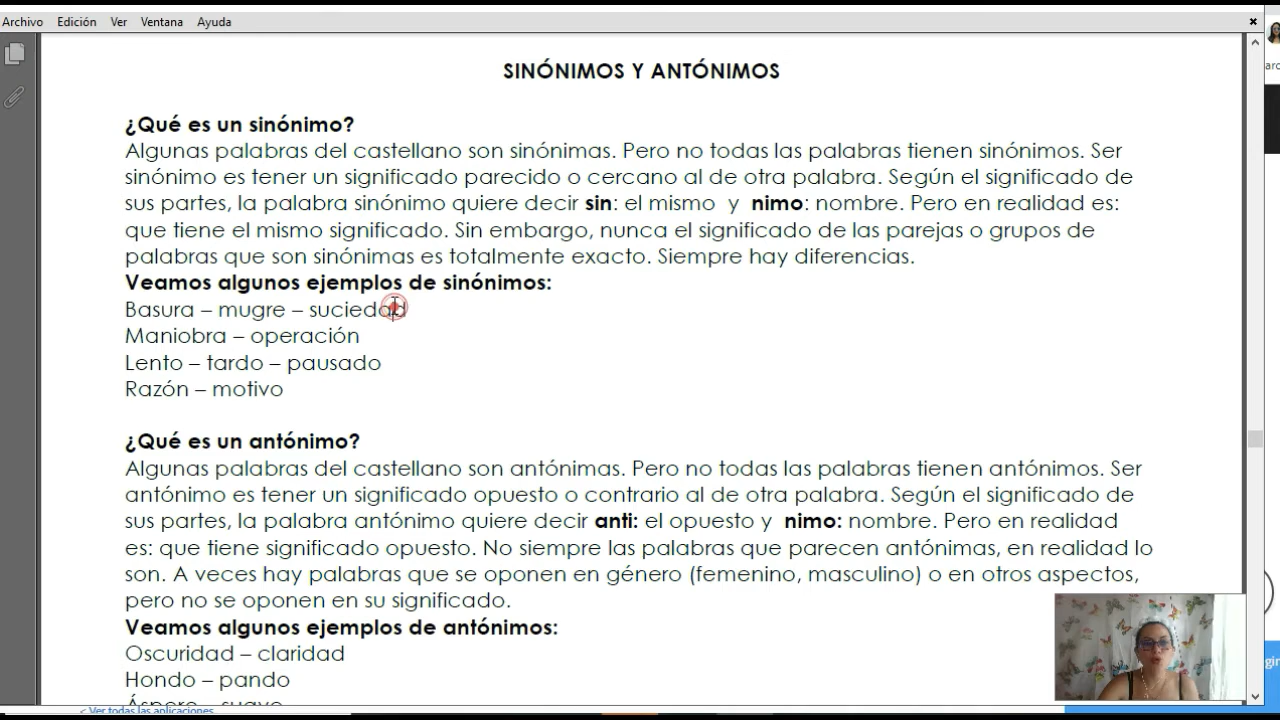 Archivo Edición Ver Ventana Ayuda
SINÓNIMOS Y ANTÓNIMOS
¿Qué es un sinónimo?
Algunas palabras del castellano son sinónimas. Pero no todas las palabras tienen sinónimos. Ser
sinónimo es tener un significado parecido o cercano al de otra palabra. Según el significado de
sus partes, la palabra sinónimo quiere decir sin: el mismo y nimo: nombre. Pero en realidad es:
que tiene el mismo significado. Sin embargo, nunca el significado de las parejas o grupos de
palabras que son sinónimas es totalmente exacto. Siempre hay diferencias.
Veamos algunos ejemplos de sinónimos:
Basura – mugre – suciedad
Maniobra – operación
Lento – tardo – pausado
Razón – motivo
¿Qué es un antónimo?
Algunas palabras del castellano son antónimas. Pero no todas las palabras tienen antónimos. Ser
antónimo es tener un significado opuesto o contrario al de otra palabra. Según el significado de
sus partes, la palabra antónimo quiere decir anti: el opuesto y nimo: nombre. Pero en realidad
es: que tiene significado opuesto. No siempre las palabras que parecen antónimas, en realidad lo
son. A veces hay palabras que se oponen en género (femenino, masculino) o en otros aspectos,
pero no se oponen en su significado.
Veamos algunos ejemplos de antónimos:
Oscuridad – claridad
Hondo – pando
Áspero – suave
< Ver todas las aplicaciones